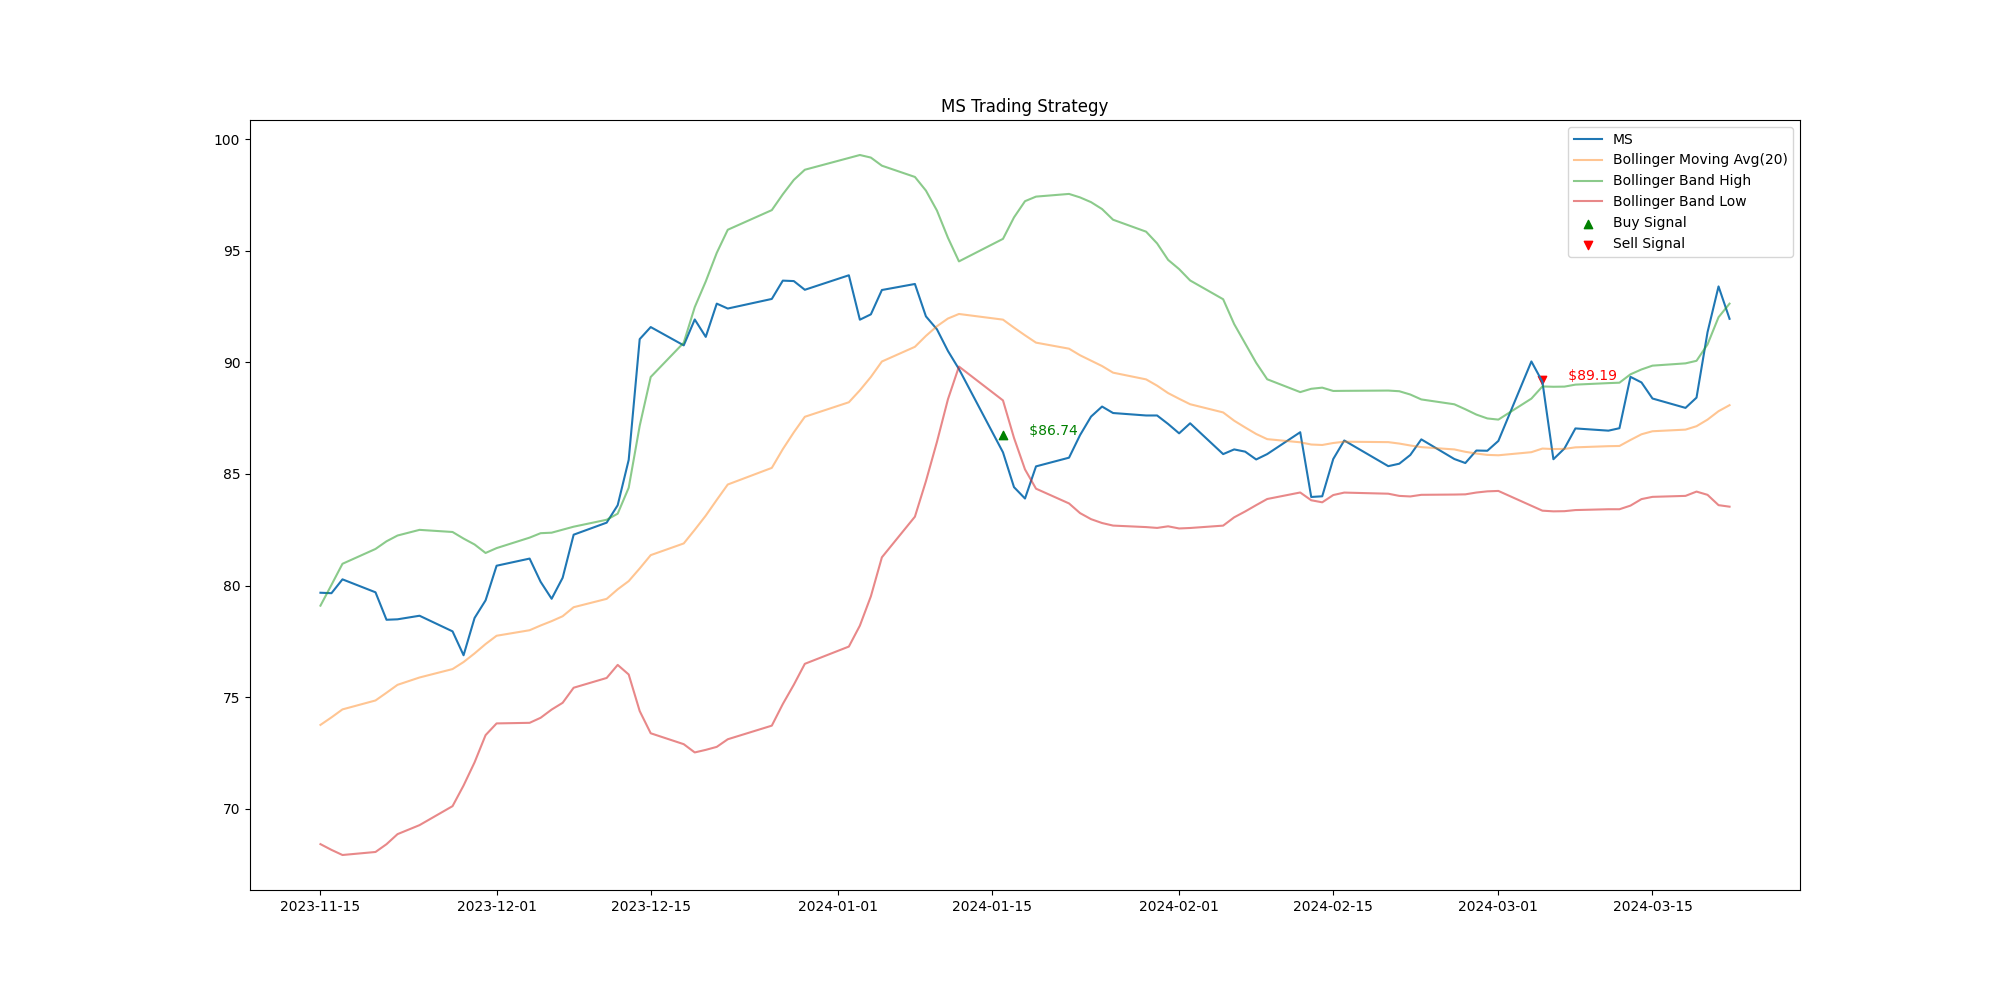 MS Trading Strategy
100
95
90
85
80
75
70
MS
Bollinger Moving Avg(20)
Bollinger Band High
Bollinger Band Low
Buy Signal
Sell Signal
$89.19
$86.74
2023-11-15 2023-12-01 2023-12-15 2024-01-01 2024-01-15 2024-02-01 2024-02-15 2024-03-01 2024-03-15